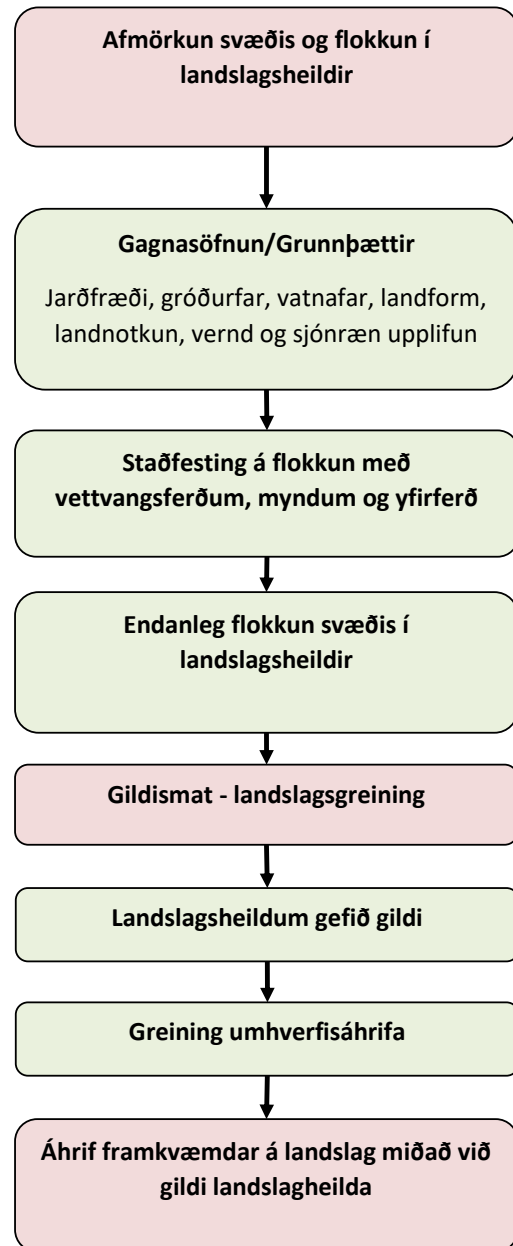 Afmörkun svæðis og flokkun í
landslagsheildir
Gagnasöfnun/Grunnþættir
Jarðfræði, gróðurfar, vatnafar, landform,
landnotkun, vernd og sjónræn upplifun
Staðfesting á flokkun með
vettvangsferðum, myndum og yfirferð
Endanleg flokkun svæðis í
landslagsheildir
Gildismat - landslagsgreining
Landslagsheildum gefið gildi
Greining umhverfisáhrifa
Áhrif framkvæmdar á landslag miðað við
gildi landslagheilda